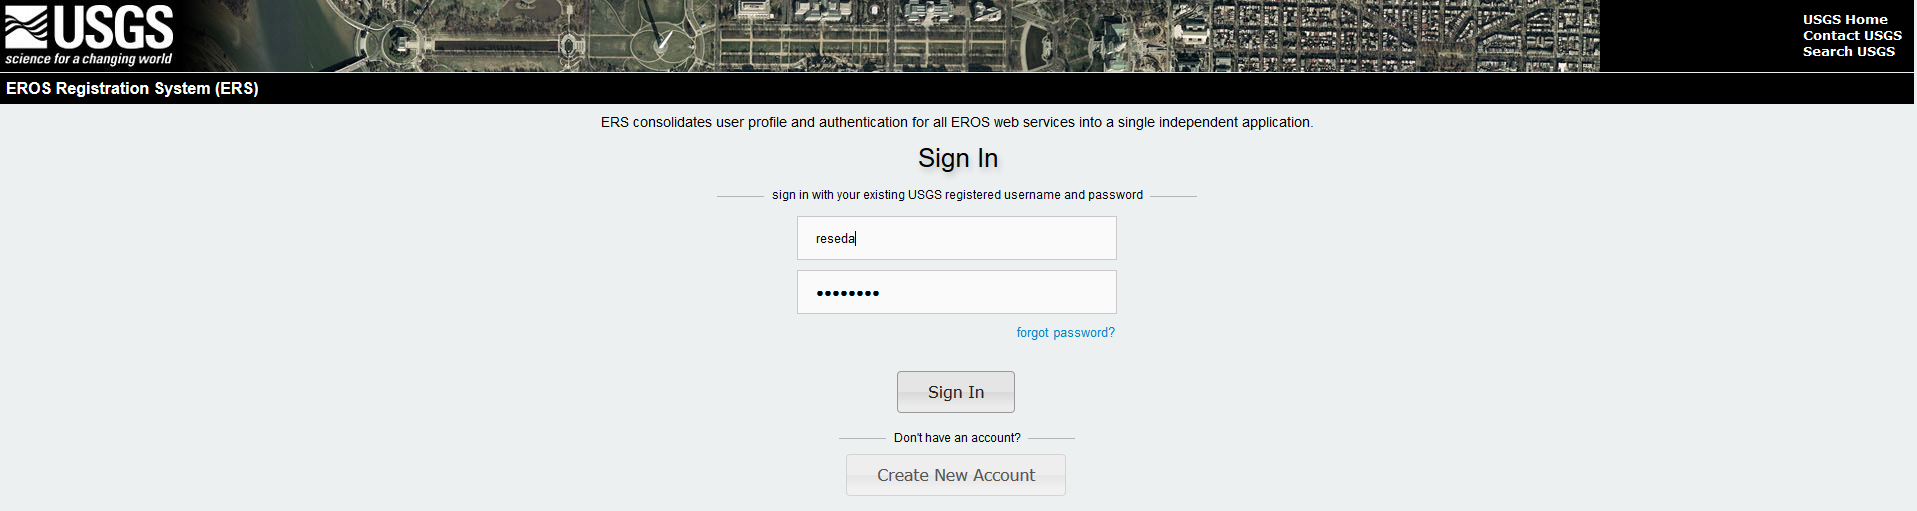 USGS
science for a changing world
USGS Home
Contact USGS
Search USGS
EROS Registration System (ERS)
ERS consolidates user profile and authentication for all EROS web services into a single independent application.
Sign In
sign in with your existing USGS registered username and password
reseda
••••••••
forgot password?
Sign In
Don't have an account?
Create New Account